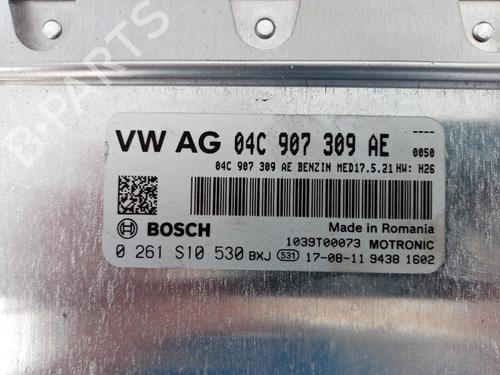 VW AG 04C 907 309 AE ----
0050
04C 907 309 AE BENZIN MED17.5.21 HW: H26
BOSCH
Made in Romania
1039T00073 MOTRONIC
0 261 S10 530 BXJ 531 17-08-11 9438 1602
B-PARTS